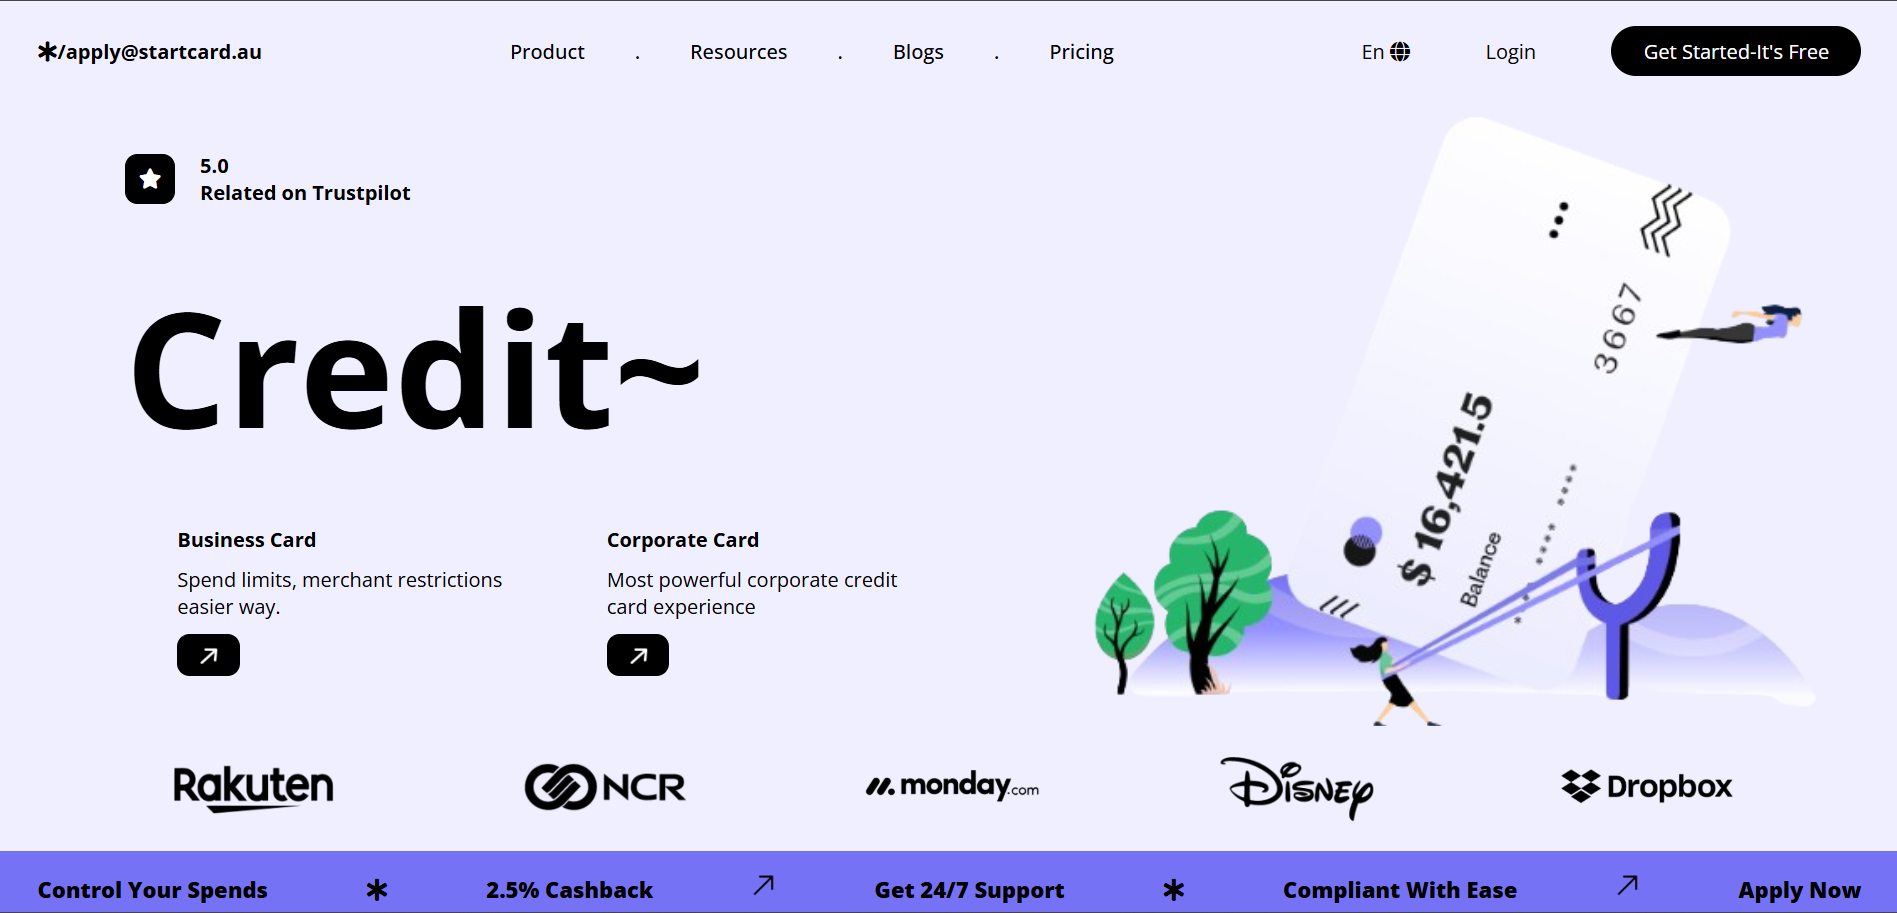 */apply@startcard.au
Product . Resources . Blogs . Pricing
En
Login
Get Started-It's Free
5.0
Related on Trustpilot
Credit~
Business Card
Spend limits, merchant restrictions
easier way.
Corporate Card
Most powerful corporate credit
card experience
3667
$ 16,421.5
Balance
* **** **** ****
Rakuten
NCR
monday.com
Disney
Dropbox
Control Your Spends * 2.5% Cashback Get 24/7 Support * Compliant With Ease Apply Now